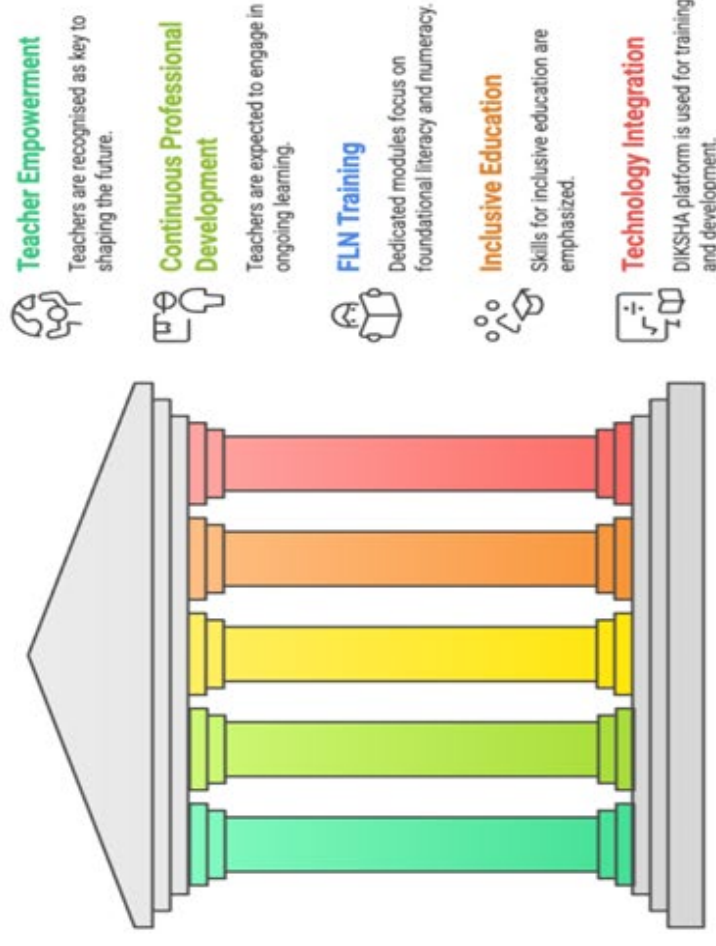 Teacher Empowerment
Teachers are recognised as key to
shaping the future.
Continuous Professional
Development
Teachers are expected to engage in
ongoing learning.
FLN Training
Dedicated modules focus on
foundational literacy and numeracy.
Inclusive Education
Skills for inclusive education are
emphasized.
Technology Integration
DIKSHA platform is used for training
and development.